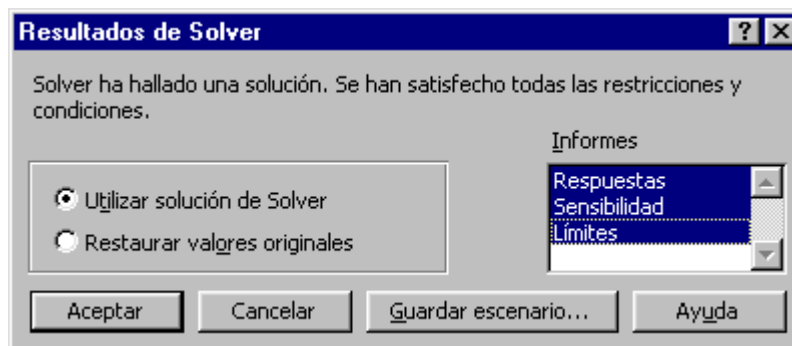 Resultados de Solver
Solver ha hallado una solución. Se han satisfecho todas las restricciones y
condiciones.
Informes
Utilizar solución de Solver
Restaurar valores originales
Respuestas
Sensibilidad
Límites
Aceptar
Cancelar
Guardar escenario...
Ayuda